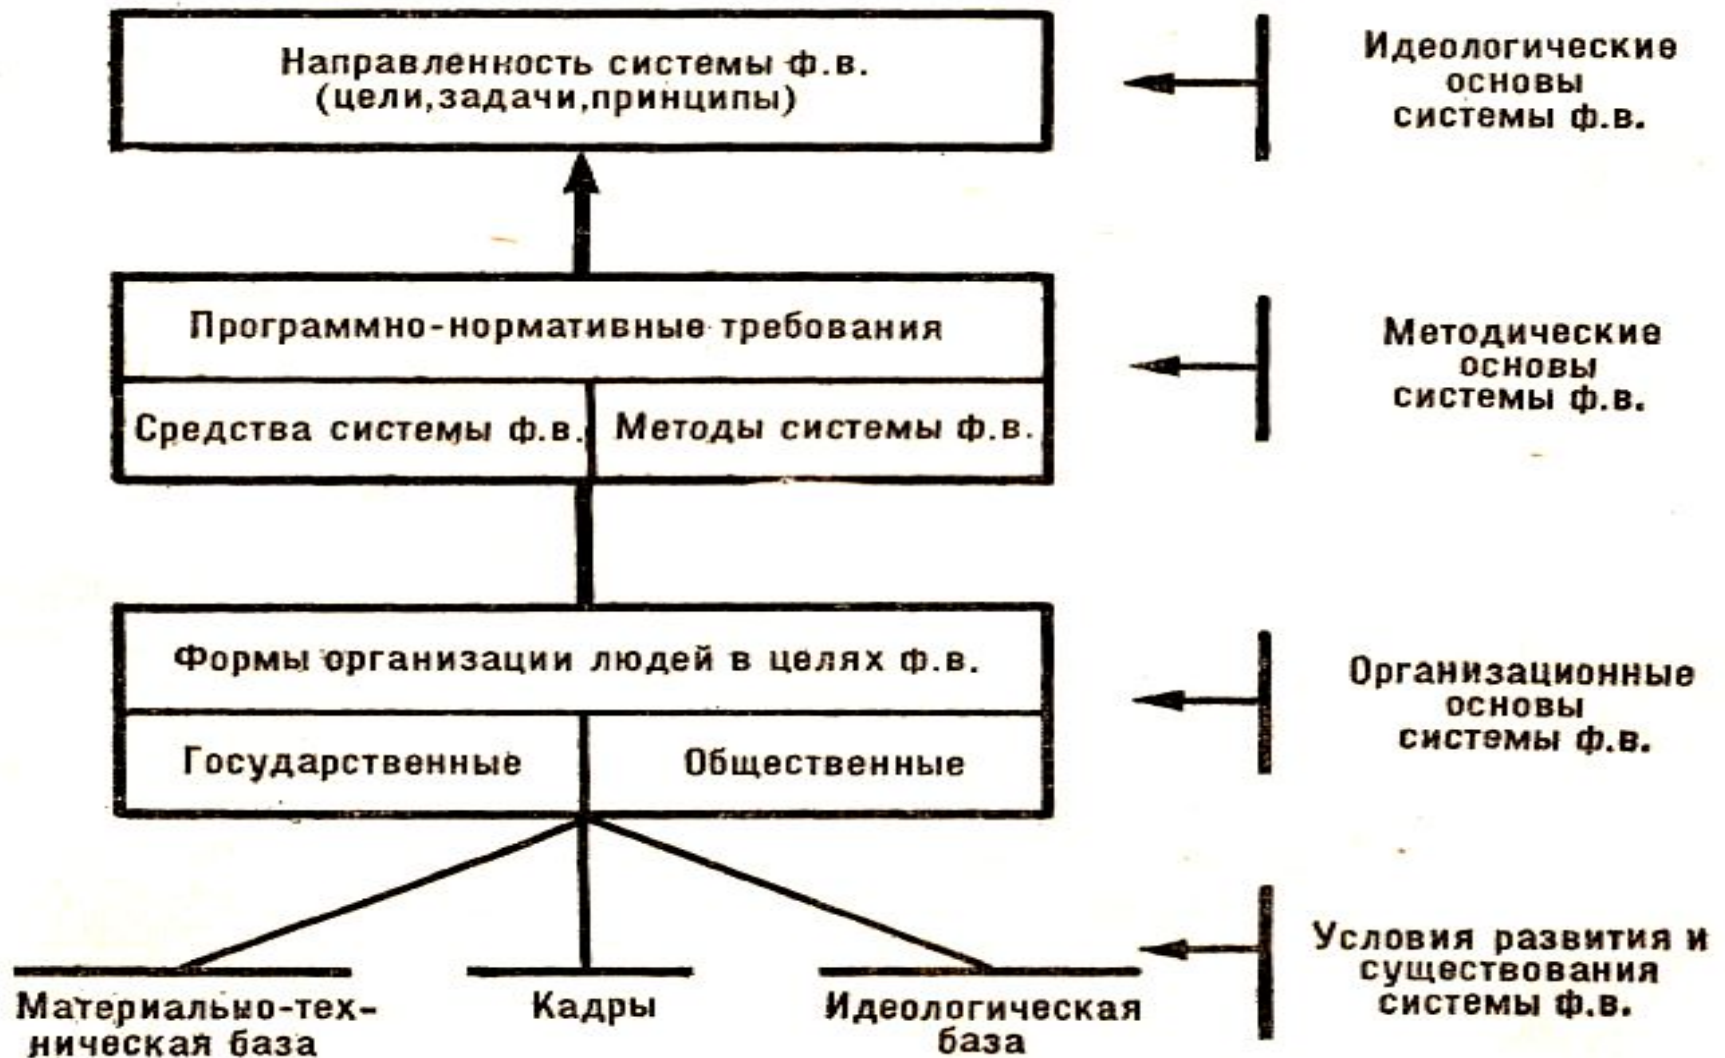 Направленность системы ф.в.
(цели,задачи,принципы)
Идеологические
основы
системы ф.в.
Программно-нормативные требования
Средства системы ф.в.
Методы системы ф.в.
Методические
основы
системы ф.в.
Формы организации людей в целях ф.в.
Государственные
Общественные
Организационные
основы
системы ф.в.
Материально-тех-
ническая база
Кадры
Идеологическая
база
Условия развития и
существования
системы ф.в.